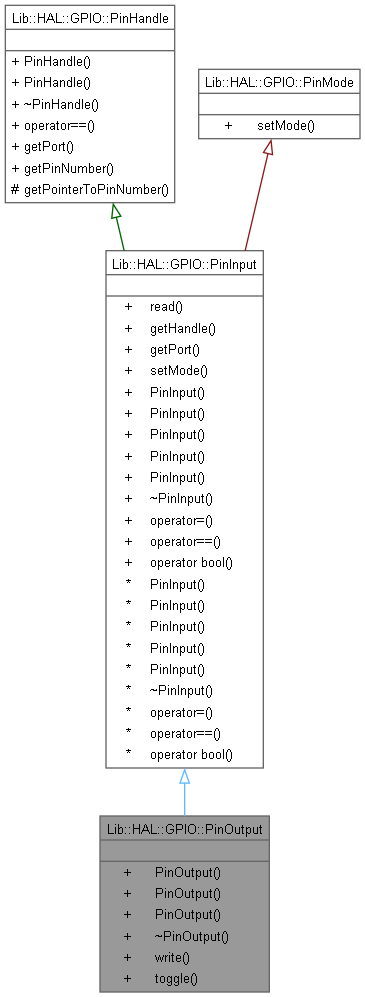 Lib::HAL::GPIO::PinHandle
+ PinHandle()
+ PinHandle()
+ ~PinHandle()
+ operator==()
+ getPort()
+ getPinNumber()
# getPointerToPinNumber()
Lib::HAL::GPIO::PinMode
+ setMode()
Lib::HAL::GPIO::PinInput
+ read()
+ getHandle()
+ getPort()
+ setMode()
+ PinInput()
+ PinInput()
+ PinInput()
+ PinInput()
+ PinInput()
+ ~PinInput()
+ operator=()
+ operator==()
+ operator bool()
* PinInput()
* PinInput()
* PinInput()
* PinInput()
* PinInput()
* ~PinInput()
* operator=()
* operator==()
* operator bool()
Lib::HAL::GPIO::PinOutput
+ PinOutput()
+ PinOutput()
+ PinOutput()
+ ~PinOutput()
+ write()
+ toggle()